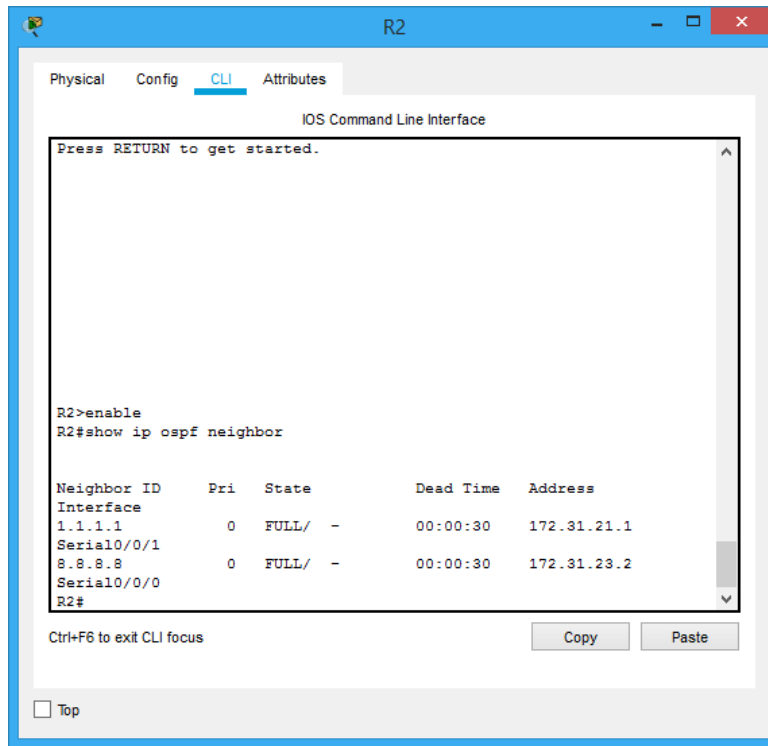 R2
Physical Config CLI Attributes
IOS Command Line Interface
Press RETURN to get started.
R2>enable
R2#show ip ospf neighbor
Neighbor ID Pri State Dead Time Address
Interface
1.1.1.1 0 FULL/ - 00:00:30 172.31.21.1
Serial0/0/1
8.8.8.8 0 FULL/ - 00:00:30 172.31.23.2
Serial0/0/0
R2#
Ctrl+F6 to exit CLI focus
Copy Paste
Top